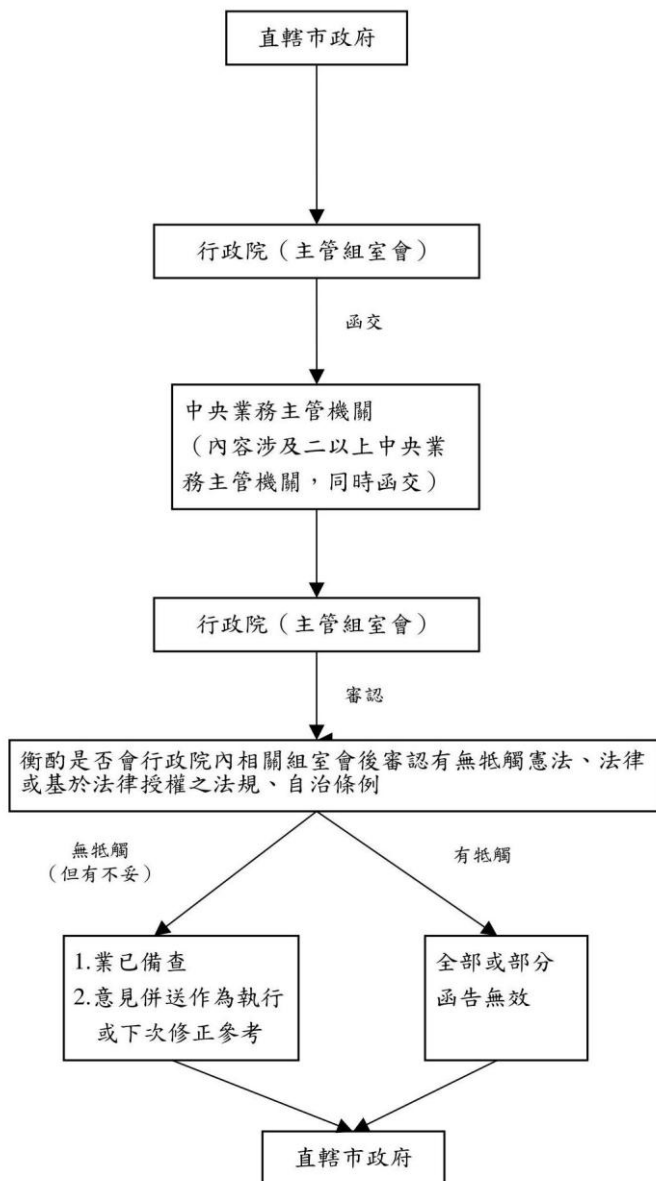 直轄市政府
行政院（主管組室會）
函交
中央業務主管機關
（內容涉及二以上中央業
務主管機關，同時函交）
行政院（主管組室會）
審認
衡酌是否會行政院內相關組室會後審認有無牴觸憲法、法律
或基於法律授權之法規、自治條例
無牴觸
（但有不妥）
有牴觸
1.業已備查
2.意見併送作為執行
或下次修正參考
全部或部分
函告無效
直轄市政府